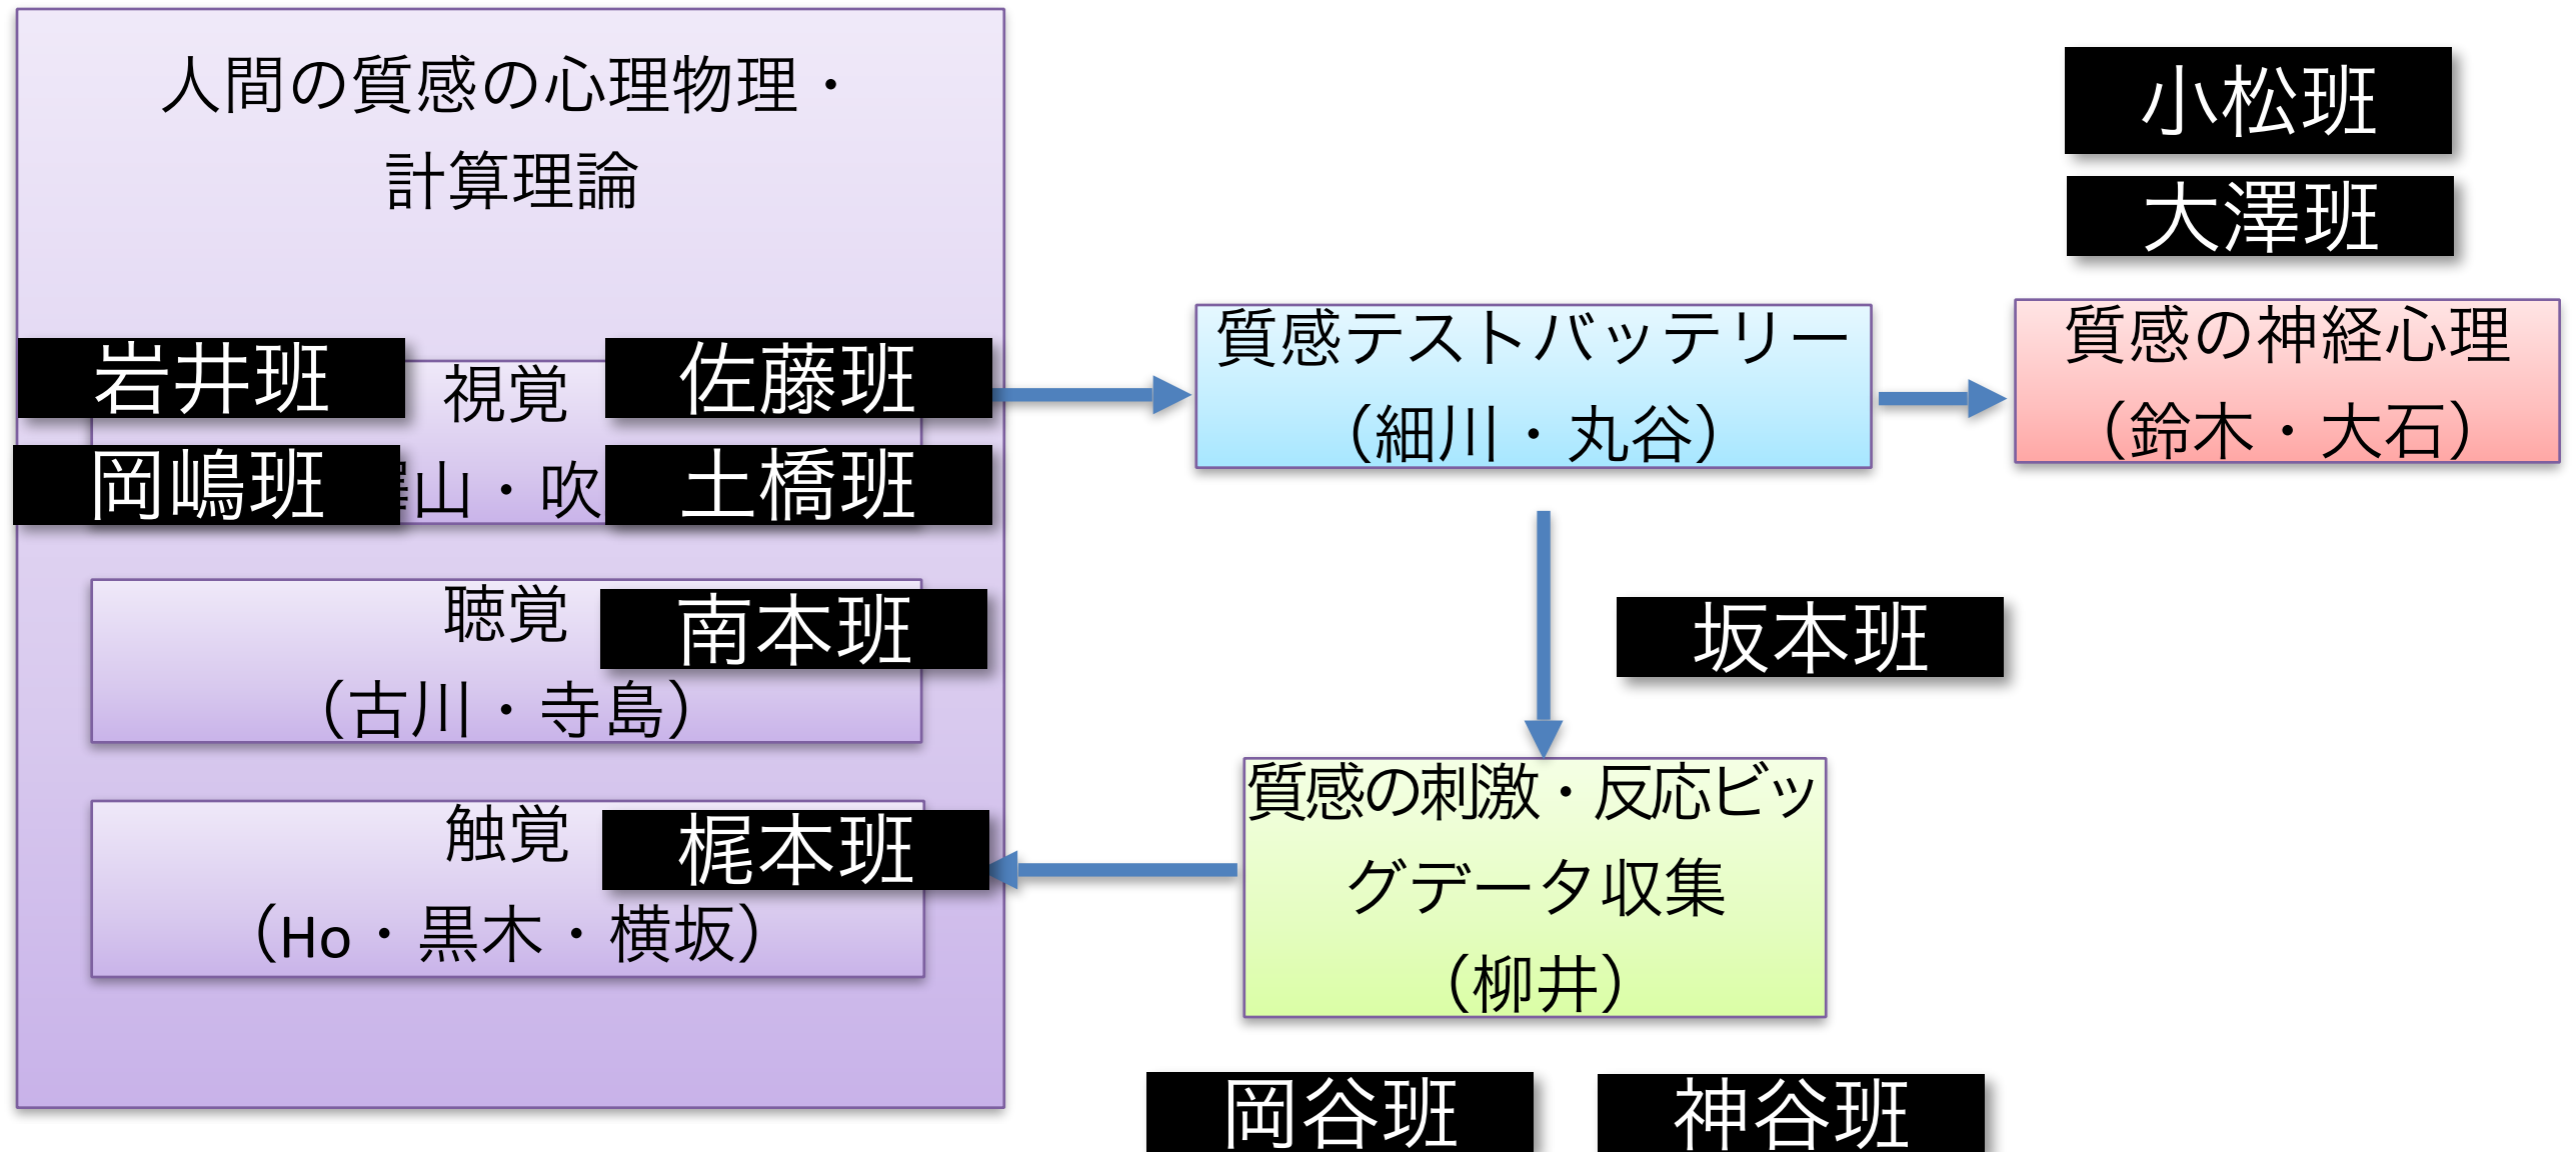 人間の質感の心理物理・
計算理論
岩井班
視覚
佐藤班
岡嶋班
山・吹
土橋班
聴覚
南本班
（古川・寺島）
触覚
梶本班
（Ho・黒木・横坂）
質感テストバッテリー
（細川・丸谷）
小松班
大澤班
質感の神経心理
（鈴木・大石）
坂本班
質感の刺激・反応ビッ
グデータ収集
（柳井）
岡谷班
神谷班